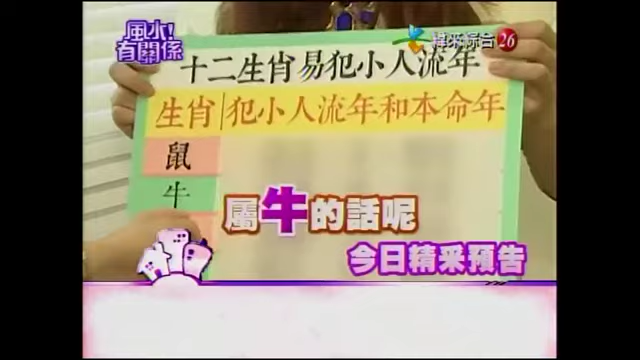 風水!
有關係
緯來綜合 26
十二生肖易犯小人流年
生肖 犯小人流年和本命年
鼠
牛
屬牛的話呢
今日精采預告